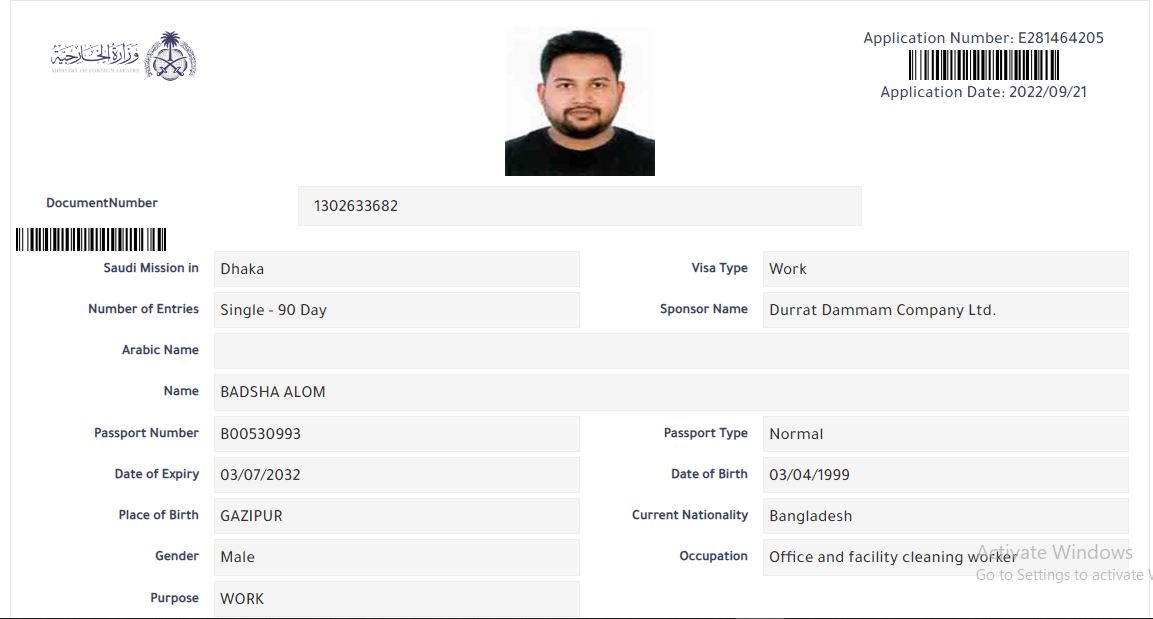 وزارة الخارجية
MINISTRY OF FOREIGN AFFAIRS
Application Number: E281464205
Application Date: 2022/09/21
DocumentNumber 1302633682
Saudi Mission in Dhaka Visa Type Work
Number of Entries Single - 90 Day Sponsor Name Durrat Dammam Company Ltd.
Arabic Name
Name BADSHA ALOM
Passport Number B00530993 Passport Type Normal
Date of Expiry 03/07/2032 Date of Birth 03/04/1999
Place of Birth GAZIPUR Current Nationality Bangladesh
Gender Male Occupation Office and facility cleaning worker
Activate Windows
Go to Settings to activate
Purpose WORK